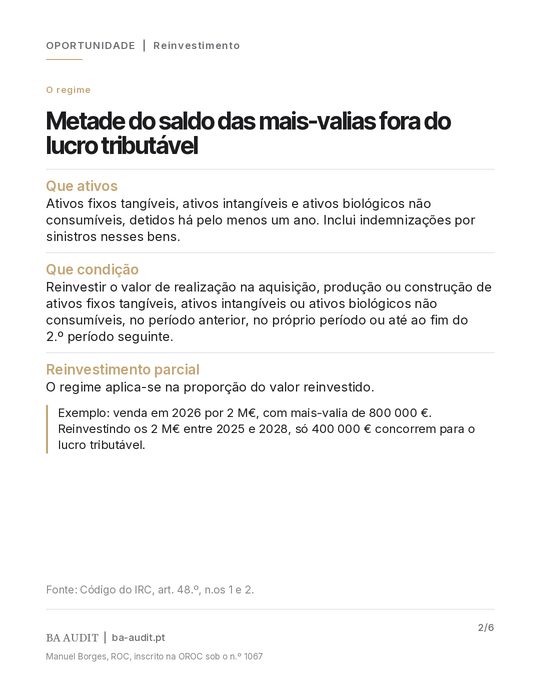 OPORTUNIDADE | Reinvestimento
O regime
Metade do saldo das mais-valias fora do
lucro tributável
Que ativos
Ativos fixos tangíveis, ativos intangíveis e ativos biológicos não
consumíveis, detidos há pelo menos um ano. Inclui indemnizações por
sinistros nesses bens.
Que condição
Reinvestir o valor de realização na aquisição, produção ou construção de
ativos fixos tangíveis, ativos intangíveis ou ativos biológicos não
consumíveis, no período anterior, no próprio período ou até ao fim do
2.º período seguinte.
Reinvestimento parcial
O regime aplica-se na proporção do valor reinvestido.
Exemplo: venda em 2026 por 2 M€, com mais-valia de 800 000 €.
Reinvestindo os 2 M€ entre 2025 e 2028, só 400 000 € concorrem para o
lucro tributável.
Fonte: Código do IRC, art. 48.º, n.os 1 e 2.
2/6
BA AUDIT | ba-audit.pt
Manuel Borges, ROC, inscrito na OROC sob o n.º 1067